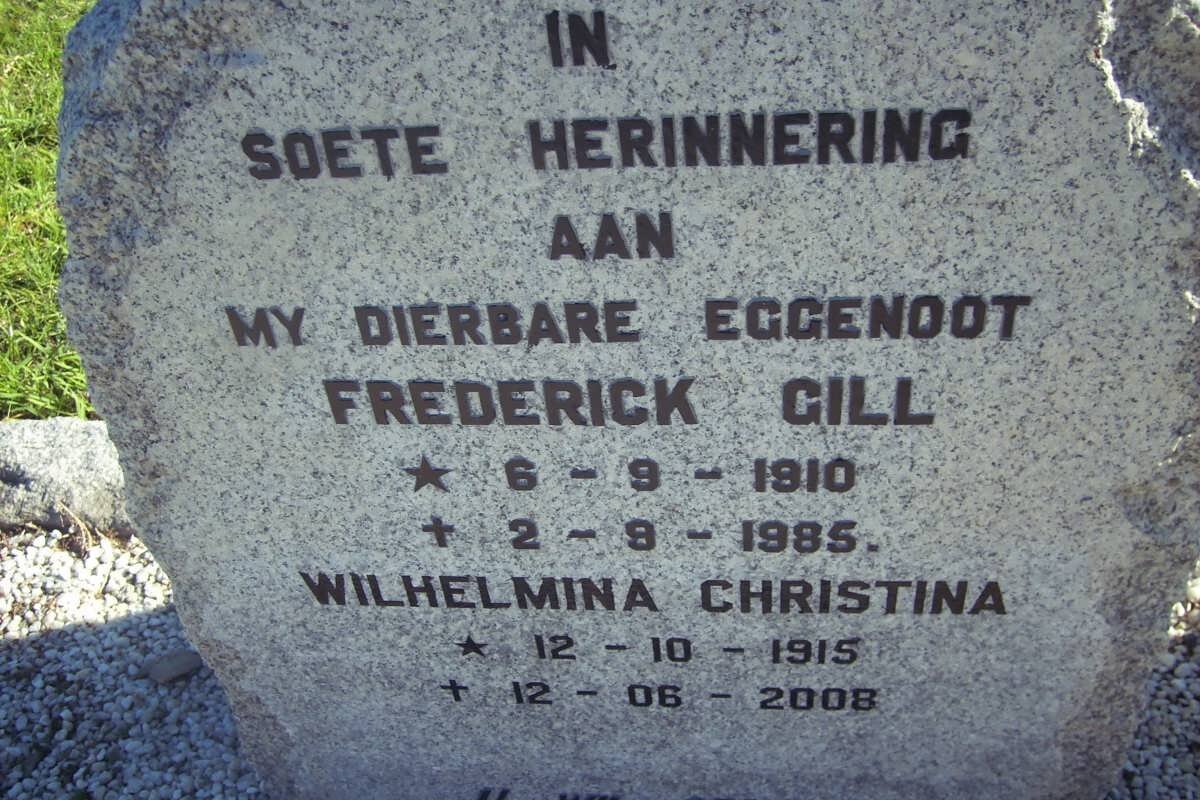 IN
SOETE HERINNERING
AAN
MY DIERBARE EGGENOOT
FREDERICK GILL
★ 6 - 9 - 1910
✝ 2 - 9 - 1985.
WILHELMINA CHRISTINA
★ 12 - 10 - 1915
✝ 12 - 06 - 2008